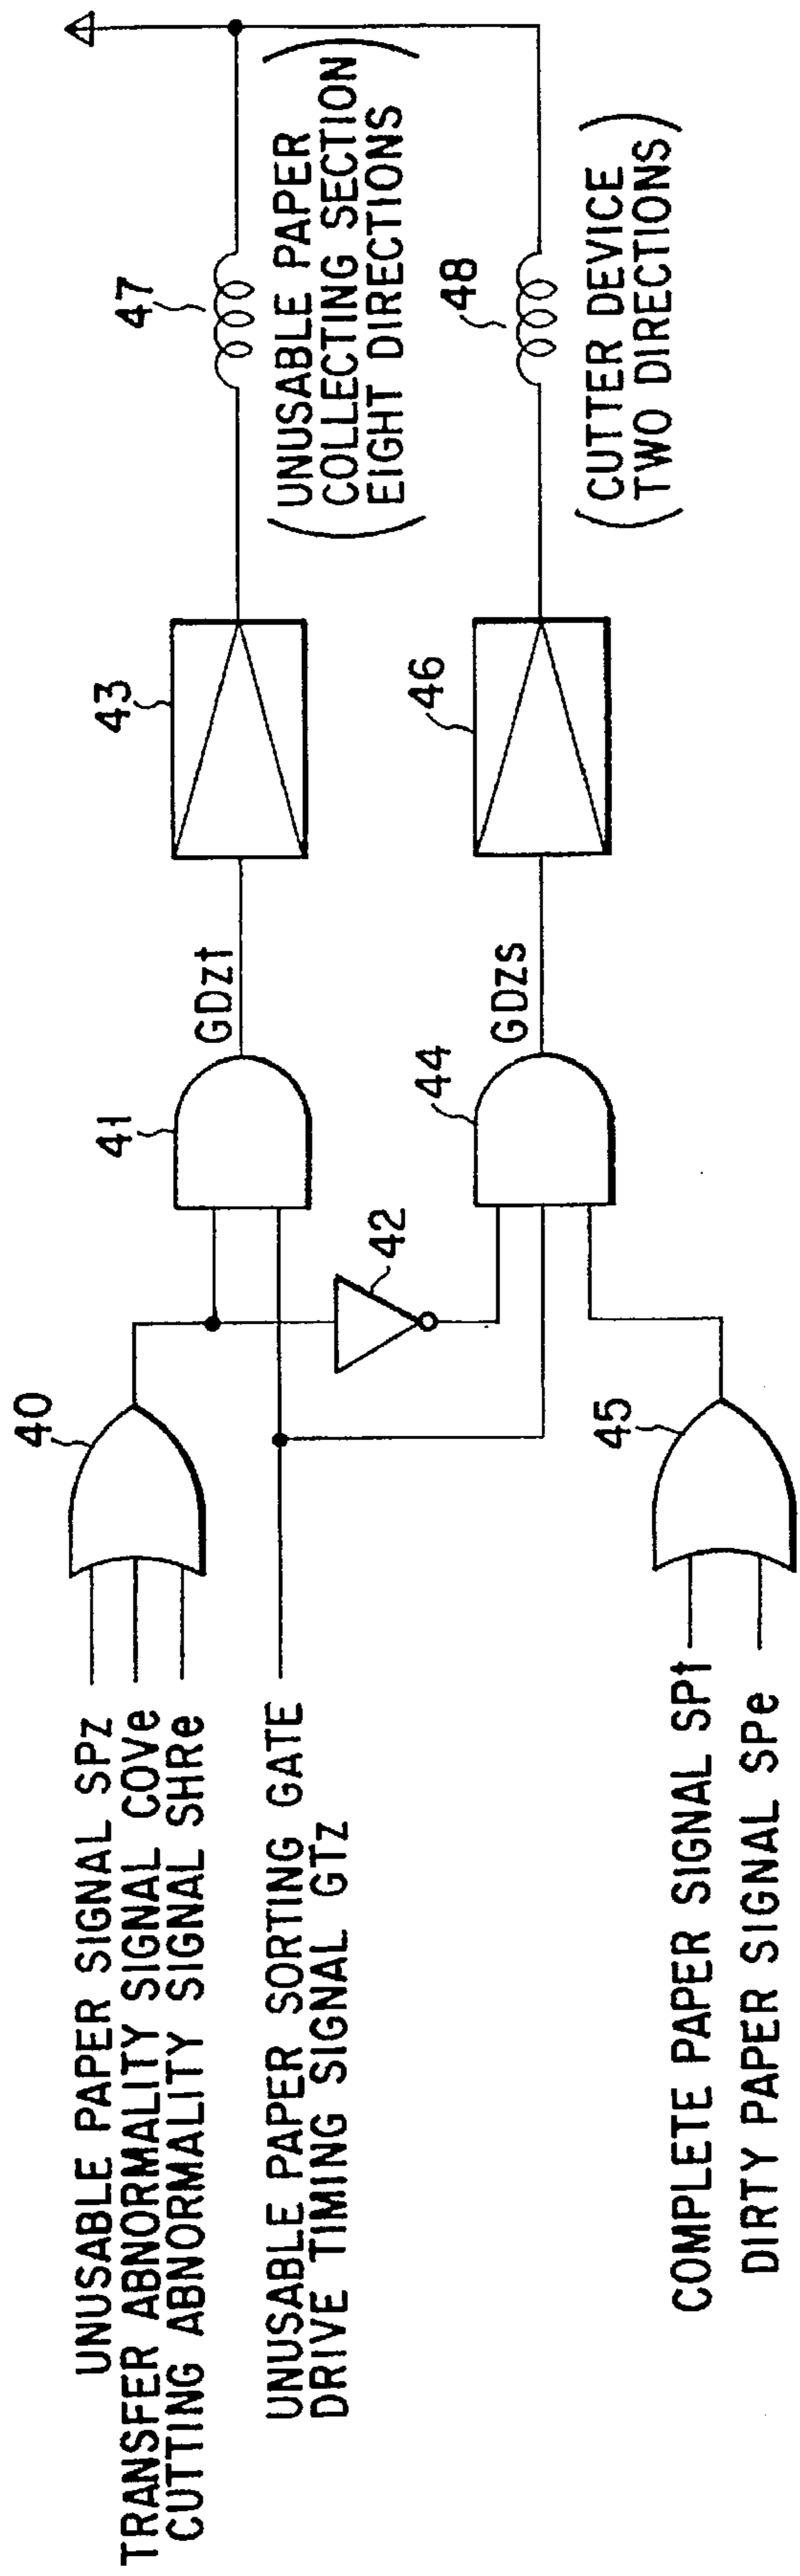 UNUSABLE PAPER SIGNAL SPz
TRANSFER ABNORMALITY SIGNAL COVe
CUTTING ABNORMALITY SIGNAL SHRe
UNUSABLE PAPER SORTING GATE
DRIVE TIMING SIGNAL GTz
COMPLETE PAPER SIGNAL SPt
DIRTY PAPER SIGNAL SPe
40
45
42
41
44
GDzt
GDzs
43
46
47
(UNUSABLE PAPER
COLLECTING SECTION
EIGHT DIRECTIONS)
48
(CUTTER DEVICE
TWO DIRECTIONS)